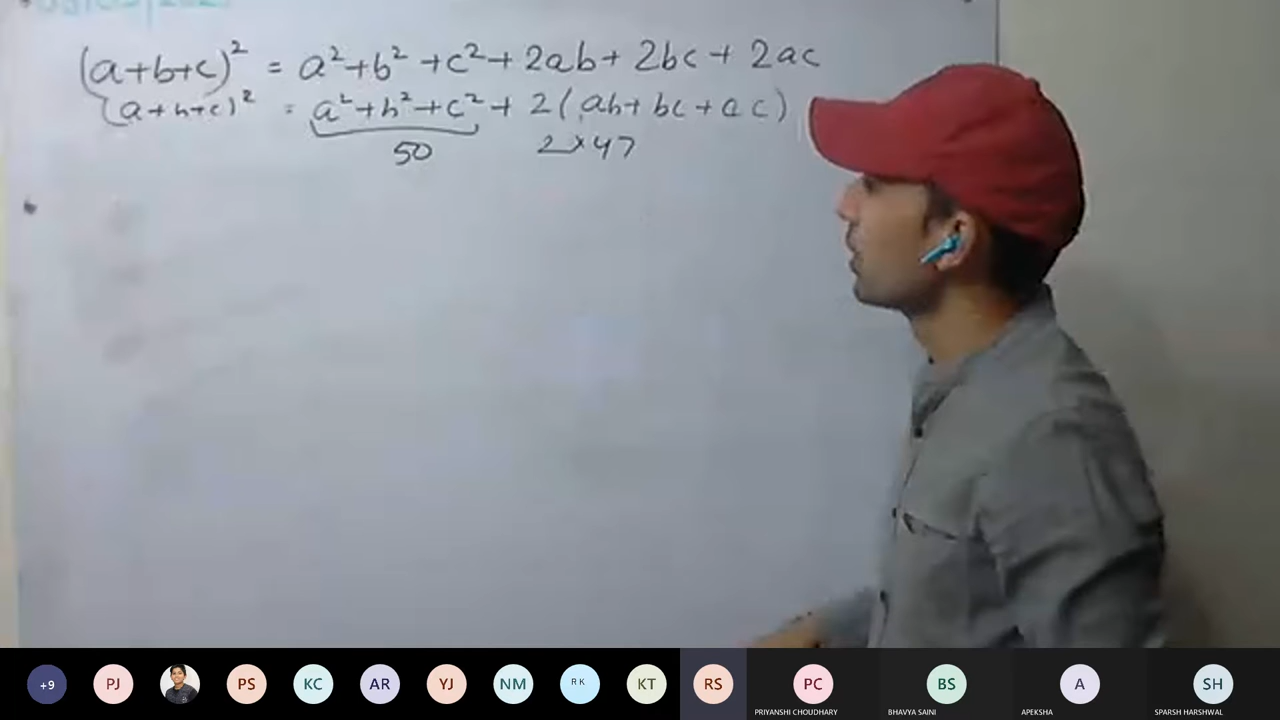 (a+b+c)² = a²+b²+c²+2ab+2bc+2ac
(a+b+c)² = a²+b²+c²+2(ab+bc+ac)
50 2×47
+9 PJ PS KC AR YJ NM RK KT RS PC BS A SH
PRIYANSHI CHOUDHARY BHAVYA SAINI APEKSHA SPARSH HARSHWAL